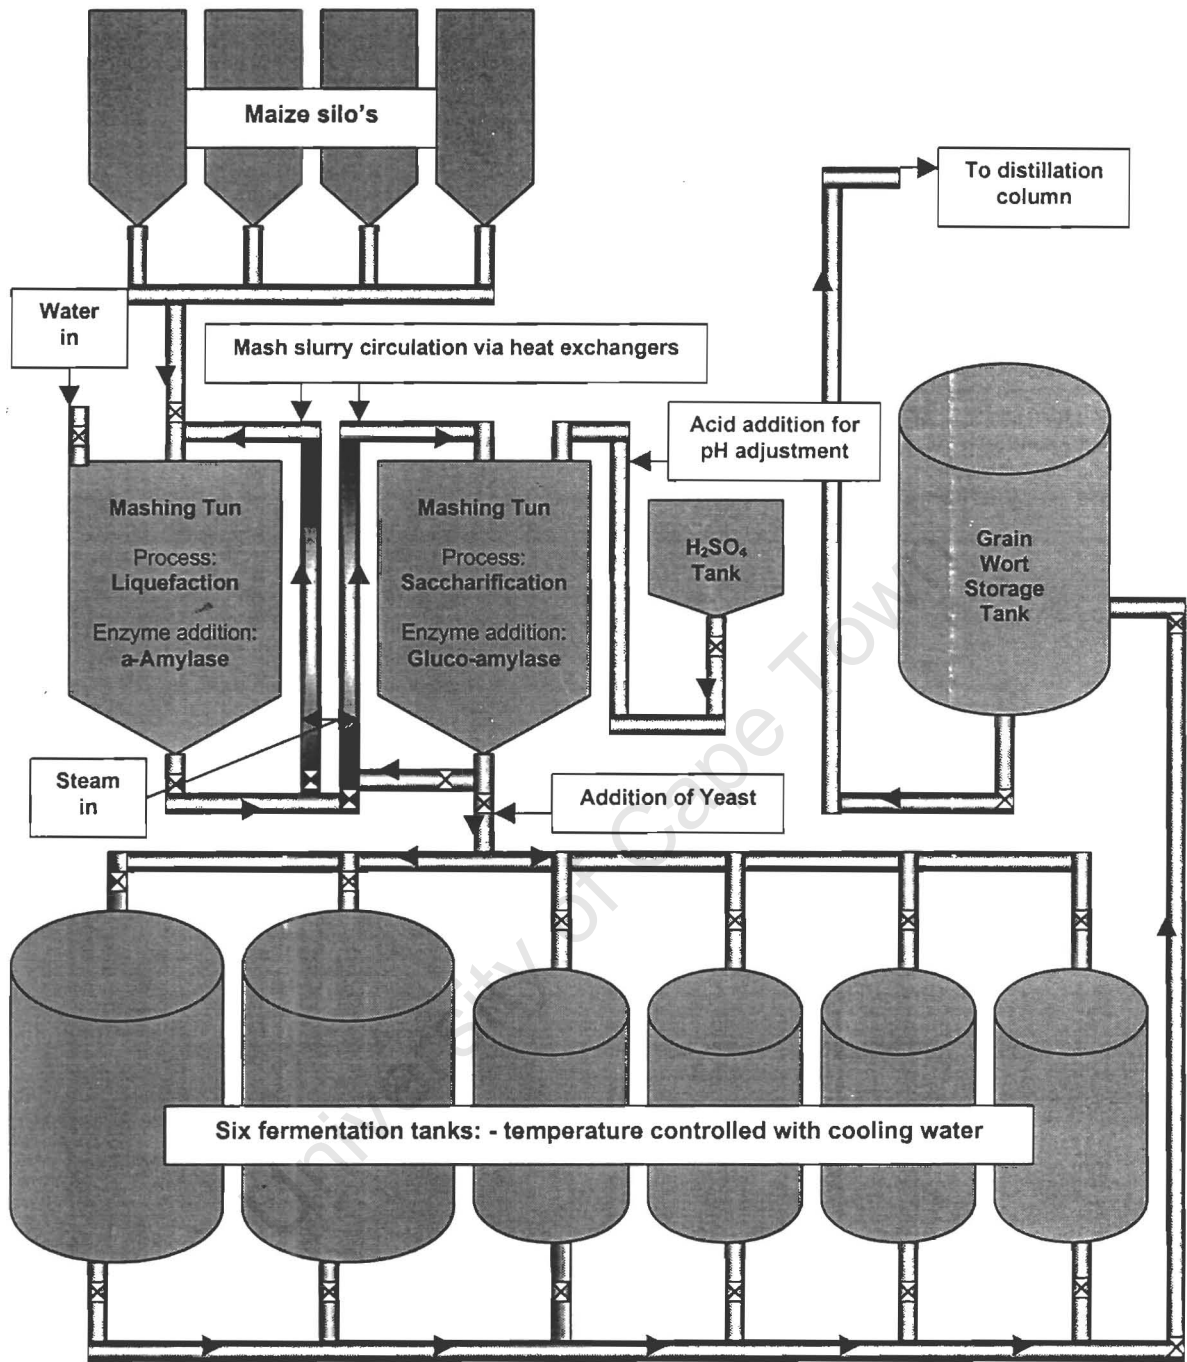 Maize silo's
To distillation
column
Water
in
Mash slurry circulation via heat exchangers
Acid addition for
pH adjustment
Mashing Tun
Process:
Liquefaction
Enzyme addition:
a-Amylase
Mashing Tun
Process:
Saccharification
Enzyme addition:
Gluco-amylase
H₂SO₄
Tank
Grain
Wort
Storage
Tank
Steam
in
Addition of Yeast
Six fermentation tanks: - temperature controlled with cooling water
University of Cape Town